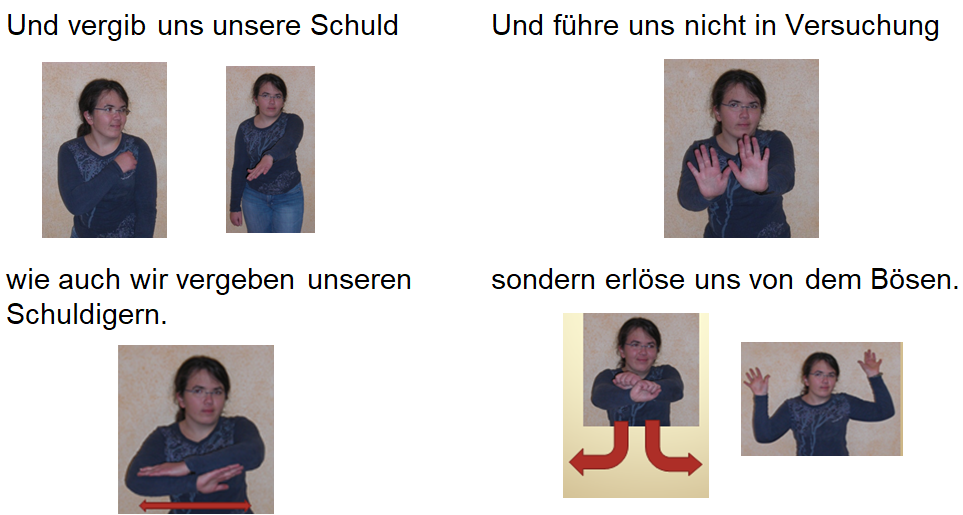 Und vergib uns unsere Schuld
wie auch wir vergeben unseren
Schuldigern.
Und führe uns nicht in Versuchung
sondern erlöse uns von dem Bösen.